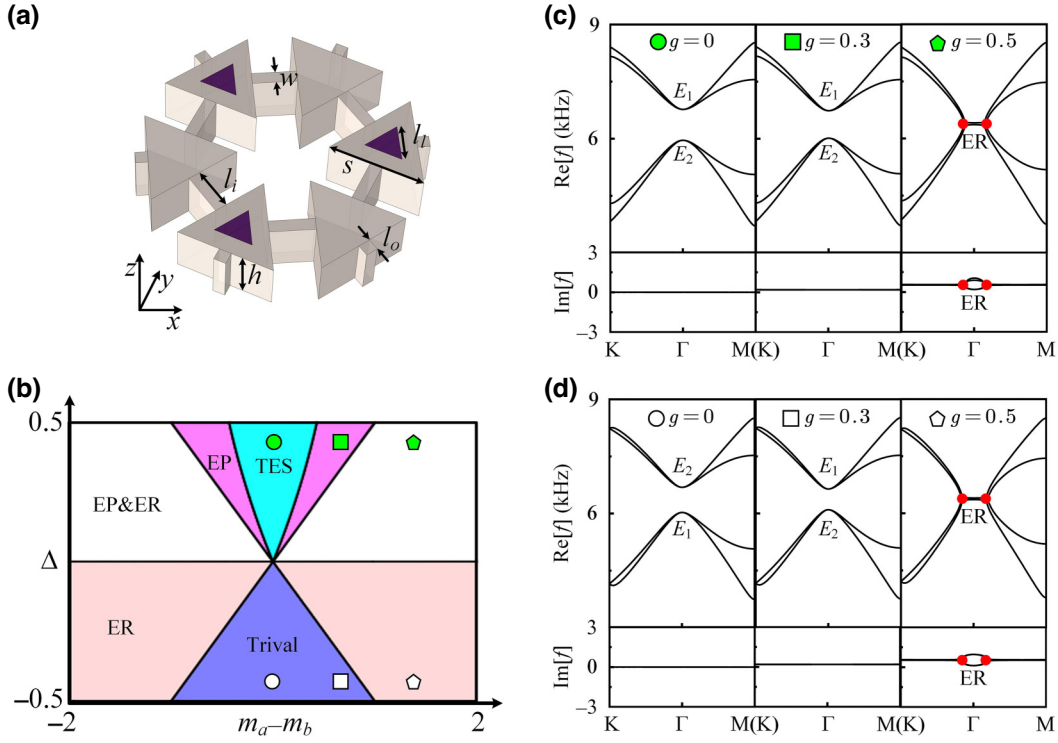 (a)
w
l_l
s
l_i
l_o
h
z
y
x
(b)
0.5
EP
TES
EP&ER
Δ
ER
Trival
−0.5
−2
m_a−m_b
2
(c)
9
g = 0
g = 0.3
g = 0.5
E_1
E_1
Re[f] (kHz)
6
ER
E_2
E_2
3
Im[f]
0
ER
−3
K
Γ
M(K)
Γ
M(K)
Γ
M
(d)
9
g = 0
g = 0.3
g = 0.5
E_2
E_1
Re[f] (kHz)
6
ER
E_1
E_2
3
Im[f]
0
ER
−3
K
Γ
M(K)
Γ
M(K)
Γ
M